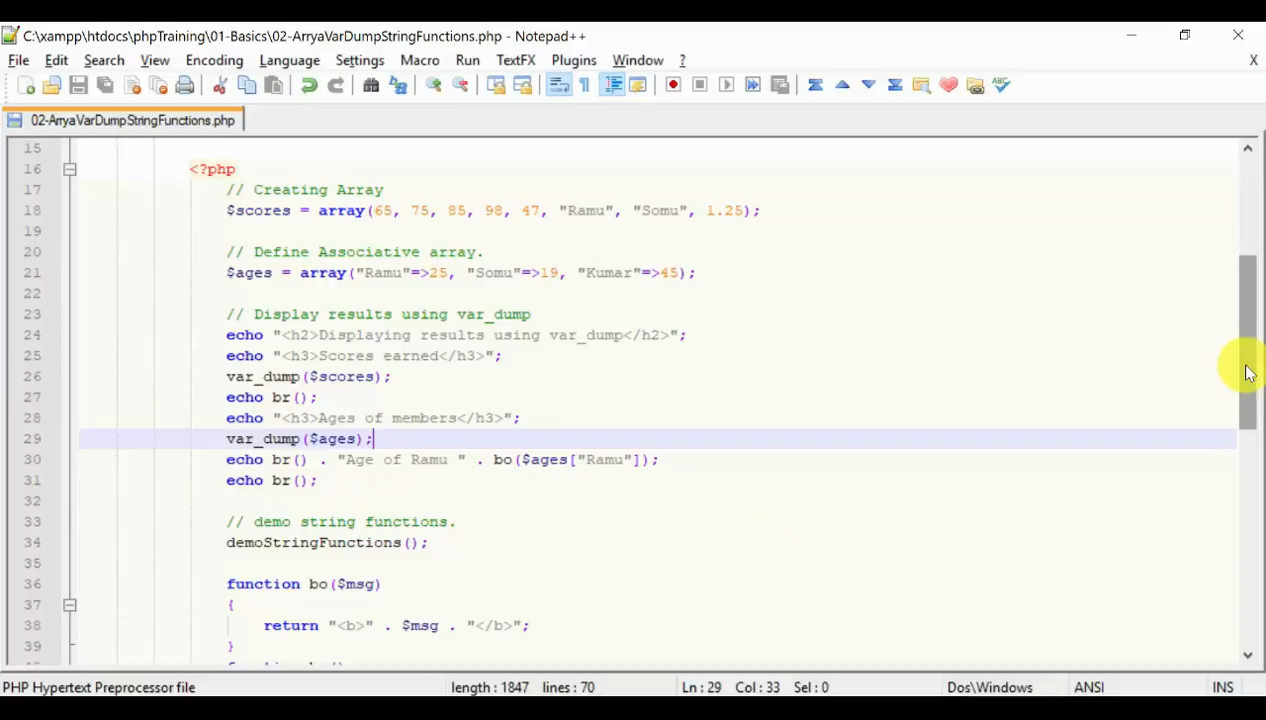 C:\xampp\htdocs\phpTraining\01-Basics\02-ArryaVarDumpStringFunctions.php - Notepad++
File Edit Search View Encoding Language Settings Macro Run TextFX Plugins Window ? X
02-ArryaVarDumpStringFunctions.php
15
16 <?php
17 // Creating Array
18 $scores = array(65, 75, 85, 98, 47, "Ramu", "Somu", 1.25);
19
20 // Define Associative array.
21 $ages = array("Ramu"=>25, "Somu"=>19, "Kumar"=>45);
22
23 // Display results using var_dump
24 echo "<h2>Displaying results using var_dump</h2>";
25 echo "<h3>Scores earned</h3>";
26 var_dump($scores);
27 echo br();
28 echo "<h3>Ages of members</h3>";
29 var_dump($ages);
30 echo br() . "Age of Ramu " . bo($ages["Ramu"]);
31 echo br();
32
33 // demo string functions.
34 demoStringFunctions();
35
36 function bo($msg)
37 {
38 return "<b>" . $msg . "</b>";
39 }
PHP Hypertext Preprocessor file length : 1847 lines : 70 Ln : 29 Col : 33 Sel : 0 Dos\Windows ANSI INS